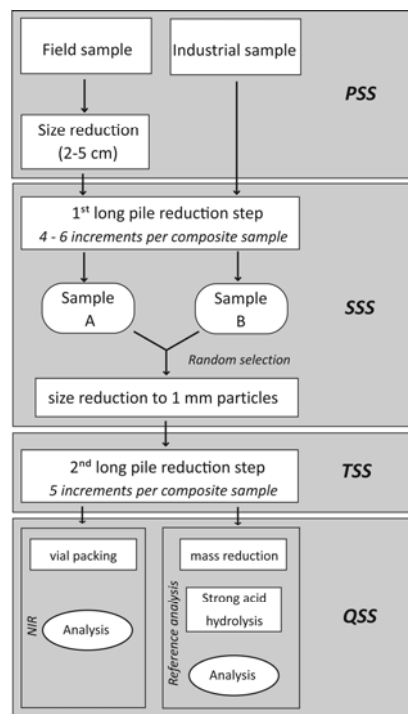 Field sample
Industrial sample
PSS
Size reduction
(2-5 cm)
1st long pile reduction step
4 - 6 increments per composite sample
Sample
A
Sample
B
SSS
Random selection
size reduction to 1 mm particles
2nd long pile reduction step
5 increments per composite sample
TSS
vial packing
Analysis
NIR
mass reduction
Strong acid
hydrolysis
Analysis
Reference analysis
QSS